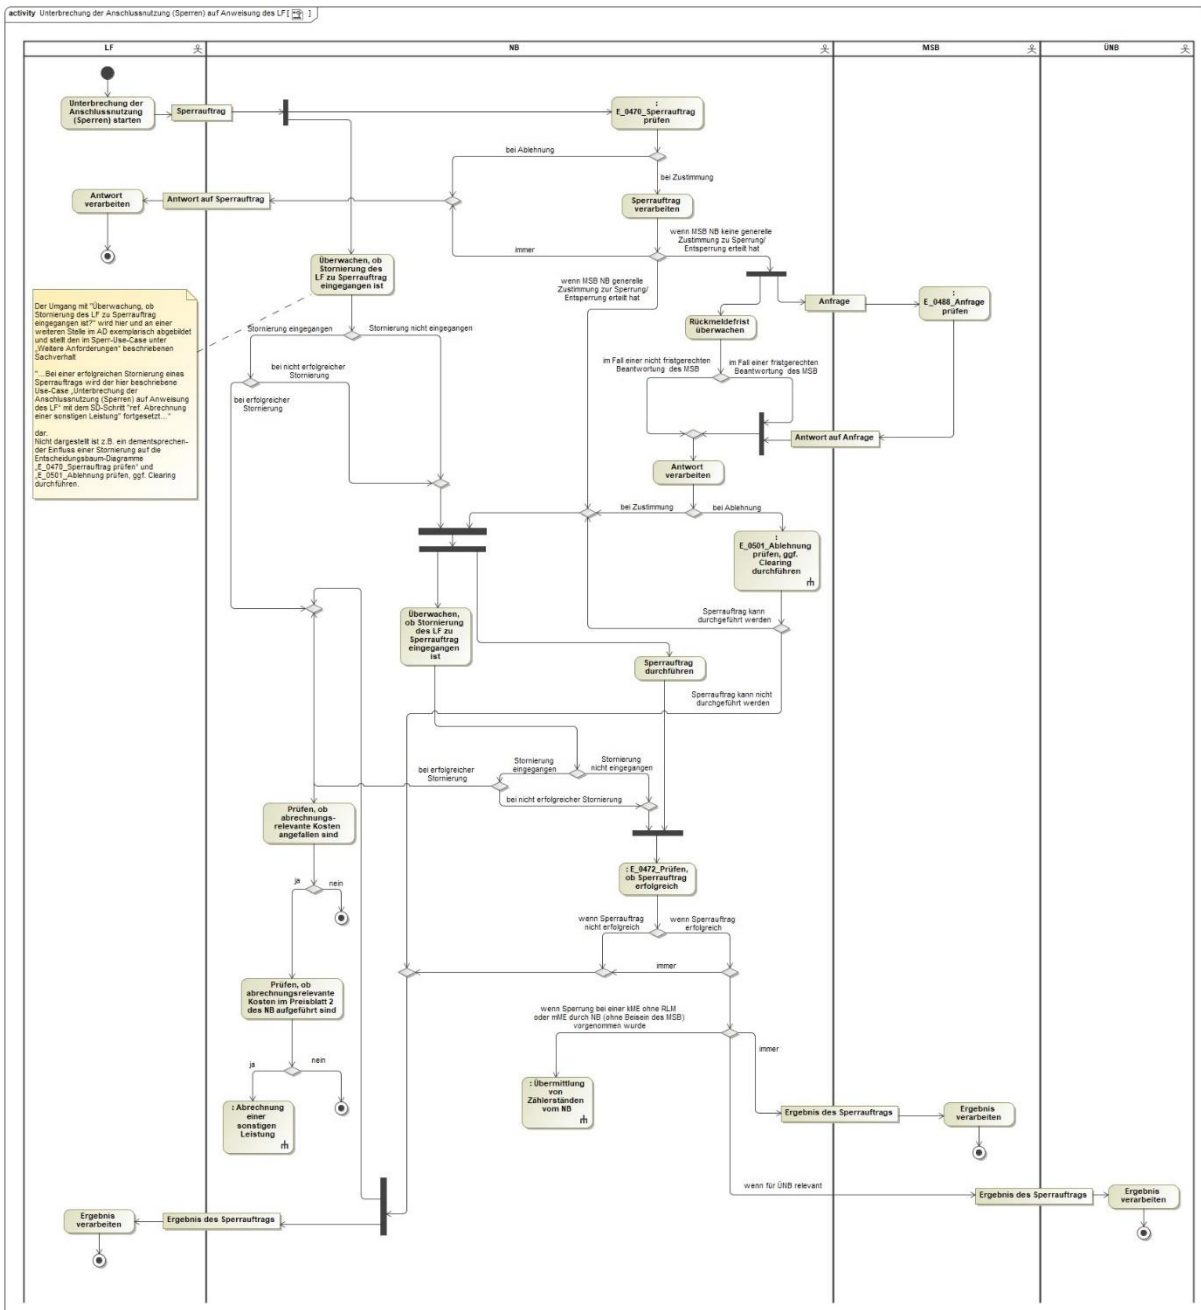 activity Unterbrechung der Anschlussnutzung (Sperren) auf Anweisung des LF [ ]
LF
NB
MSB
ÜNB
Unterbrechung der
Anschlussnutzung
(Sperren) starten
Sperrauftrag
:
E_0470_Sperrauftrag
prüfen
bei Ablehnung
bei Zustimmung
Antwort
verarbeiten
Antwort auf Sperrauftrag
Sperrauftrag
verarbeiten
immer
wenn MSB NB keine generelle
Zustimmung zu Sperrung/
Entsperrung erteilt hat
Überwachen, ob
Stornierung des
LF zu Sperrauftrag
eingegangen ist
wenn MSB NB generelle
Zustimmung zur Sperrung/
Entsperrung erteilt hat
Anfrage
:
E_0488_Anfrage
prüfen
Rückmeldefrist
überwachen
Der Umgang mit "Überwachung, ob
Stornierung des LF zu Sperrauftrag
eingegangen ist?" wird hier und an einer
weiteren Stelle im AD exemplarisch abgebildet
und stellt den im Sperr-Use-Case unter
„Weitere Anforderungen" beschriebenen
Sachverhalt
"...Bei einer erfolgreichen Stornierung eines
Sperrauftrags wird der hier beschriebene
Use-Case „Unterbrechung der
Anschlussnutzung (Sperren) auf Anweisung
des LF" mit dem SD-Schritt "ref. Abrechnung
einer sonstigen Leistung" fortgesetzt..."
dar.
Nicht dargestellt ist z.B. ein dementsprechen-
der Einfluss einer Stornierung auf die
Entscheidungsbaum-Diagramme
„E_0470_Sperrauftrag prüfen" und
„E_0501_Ablehnung prüfen, ggf. Clearing
durchführen.
Stornierung eingegangen
Stornierung nicht eingegangen
bei nicht erfolgreicher
Stornierung
bei erfolgreicher
Stornierung
im Fall einer nicht fristgerechten
Beantwortung des MSB
im Fall einer fristgerechten
Beantwortung des MSB
Antwort auf Anfrage
Antwort
verarbeiten
bei Zustimmung
bei Ablehnung
:
E_0501_Ablehnung
prüfen, ggf.
Clearing
durchführen
Überwachen,
ob Stornierung
des LF zu
Sperrauftrag
eingegangen
ist
Sperrauftrag kann
durchgeführt werden
Sperrauftrag
durchführen
Sperrauftrag kann nicht
durchgeführt werden
bei erfolgreicher
Stornierung
Stornierung
eingegangen
Stornierung
nicht eingegangen
bei nicht erfolgreicher Stornierung
Prüfen, ob
abrechnungs-
relevante Kosten
angefallen sind
: E_0472_Prüfen,
ob Sperrauftrag
erfolgreich
ja
nein
wenn Sperrauftrag
nicht erfolgreich
wenn Sperrauftrag
erfolgreich
immer
Prüfen, ob
abrechnungsrelevante
Kosten im Preisblatt 2
des NB aufgeführt sind
wenn Sperrung bei einer kME ohne RLM
oder mME durch NB (ohne Beisein des MSB)
vorgenommen wurde
immer
ja
nein
: Abrechnung
einer
sonstigen
Leistung
: Übermittlung
von
Zählerständen
vom NB
Ergebnis des Sperrauftrags
Ergebnis
verarbeiten
wenn für ÜNB relevant
Ergebnis des Sperrauftrags
Ergebnis
verarbeiten
Ergebnis
verarbeiten
Ergebnis des Sperrauftrags